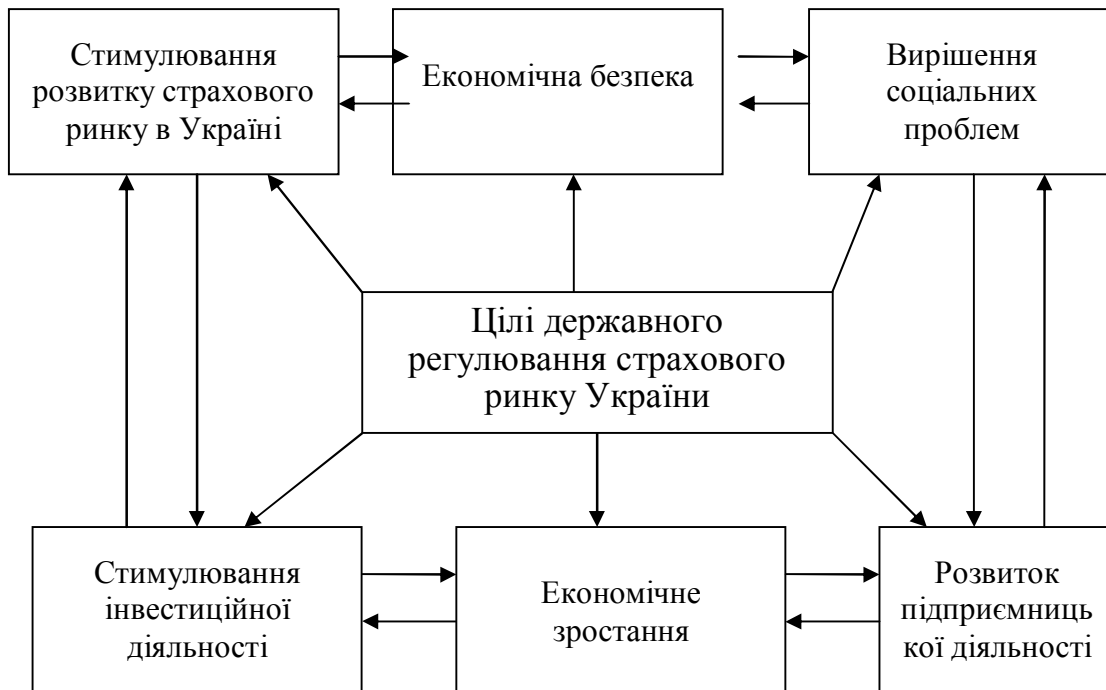 Стимулювання
розвитку страхового
ринку в Україні
Економічна безпека
Вирішення
соціальних
проблем
Цілі державного
регулювання страхового
ринку України
Стимулювання
інвестиційної
діяльності
Економічне
зростання
Розвиток
підприємниць
кої діяльності